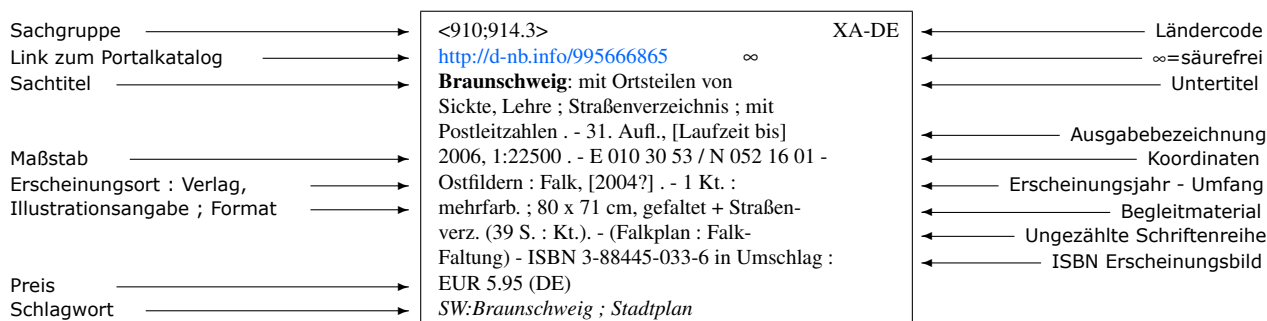 Sachgruppe <910;914.3> XA-DE Ländercode
Link zum Portalkatalog http://d-nb.info/995666865 ∞ ∞=säurefrei
Sachtitel Braunschweig: mit Ortsteilen von Untertitel
Sickte, Lehre ; Straßenverzeichnis ; mit
Postleitzahlen . - 31. Aufl., [Laufzeit bis] Ausgabebezeichnung
Maßstab 2006, 1:22500 . - E 010 30 53 / N 052 16 01 - Koordinaten
Erscheinungsort : Verlag, Ostfildern : Falk, [2004?] . - 1 Kt. : Erscheinungsjahr - Umfang
Illustrationsangabe ; Format mehrfarb. ; 80 x 71 cm, gefaltet + Straßen- Begleitmaterial
verz. (39 S. : Kt.). - (Falkplan : Falk- Ungezählte Schriftenreihe
Faltung) - ISBN 3-88445-033-6 in Umschlag : ISBN Erscheinungsbild
Preis EUR 5.95 (DE)
Schlagwort SW:Braunschweig ; Stadtplan